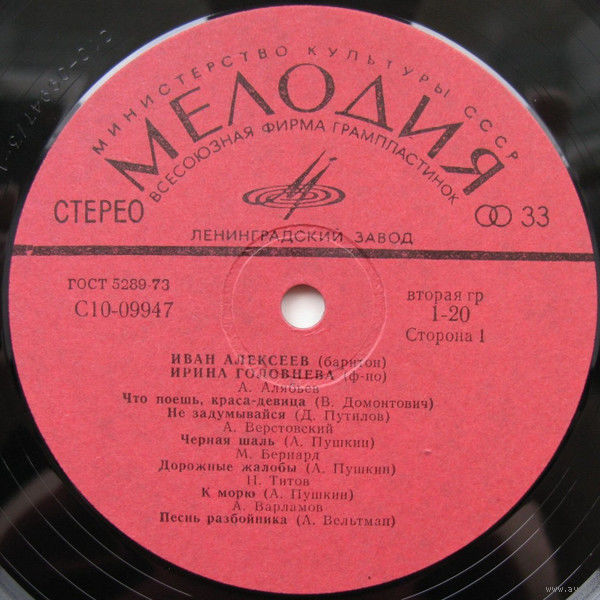 МИНИСТЕРСТВО КУЛЬТУРЫ СССР
МЕЛОДИЯ
ВСЕСОЮЗНАЯ ФИРМА ГРАМПЛАСТИНОК
СТЕРЕО
33
ЛЕНИНГРАДСКИЙ ЗАВОД
ГОСТ 5289-73
С10-09947
вторая гр
1-20
Сторона 1
ИВАН АЛЕКСЕЕВ (баритон)
ИРИНА ГОЛОВНЕВА (ф-но)
А. Алябьев
Что поешь, краса-девица (В. Домонтович)
Не задумывайся (Д. Путилов)
А. Верстовский
Черная шаль (А. Пушкин)
М. Бернард
Дорожные жалобы (А. Пушкин)
Н. Титов
К морю (А. Пушкин)
А. Варламов
Песнь разбойника (А. Вельтман)